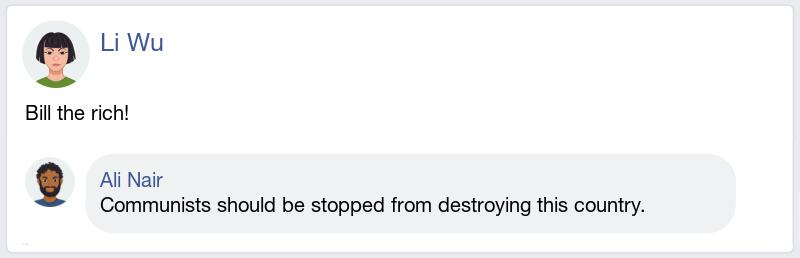 Li Wu
Bill the rich!
Ali Nair
Communists should be stopped from destroying this country.